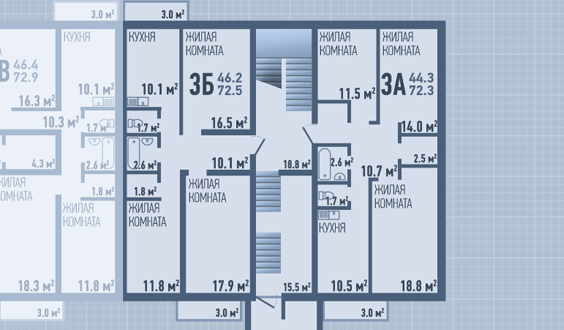 3.0 м²
3.0 м²
КУХНЯ
КУХНЯ
ЖИЛАЯ
КОМНАТА
ЖИЛАЯ
КОМНАТА
ЖИЛАЯ
КОМНАТА
46.4
72.9
3Б
46.2
72.5
3А
44.3
72.3
10.1 м²
10.1 м²
11.5 м²
16.3 м²
10.3 м²
1.7 м²
1.7 м²
16.5 м²
14.0 м²
4.3 м²
2.6 м²
2.6 м²
10.1 м²
18.8 м²
2.6 м²
10.7 м²
2.5 м²
1.8 м²
1.8 м²
1.7 м²
ЖИЛАЯ
КОМНАТА
ЖИЛАЯ
КОМНАТА
ЖИЛАЯ
КОМНАТА
ЖИЛАЯ
КОМНАТА
КУХНЯ
ЖИЛАЯ
КОМНАТА
18.3 м²
11.8 м²
11.8 м²
17.9 м²
15.5 м²
10.5 м²
18.8 м²
3.0 м²
3.0 м²
3.0 м²